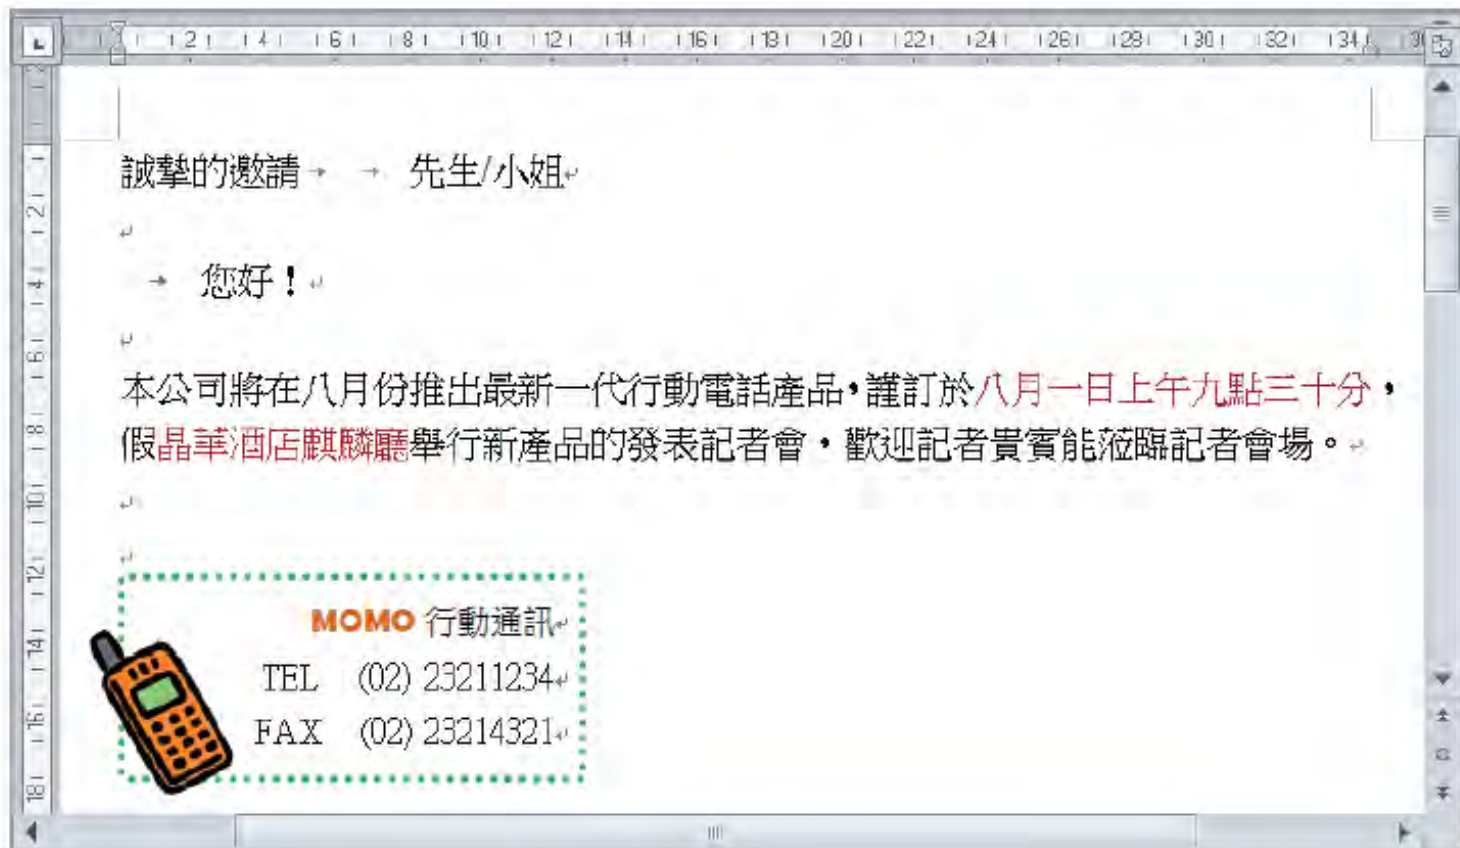 誠摯的邀請 先生/小姐
您好！
本公司將在八月份推出最新一代行動電話產品，謹訂於八月一日上午九點三十分，
假晶華酒店麒麟廳舉行新產品的發表記者會，歡迎記者貴賓能蒞臨記者會場。
MOMO 行動通訊
TEL (02) 23211234
FAX (02) 23214321